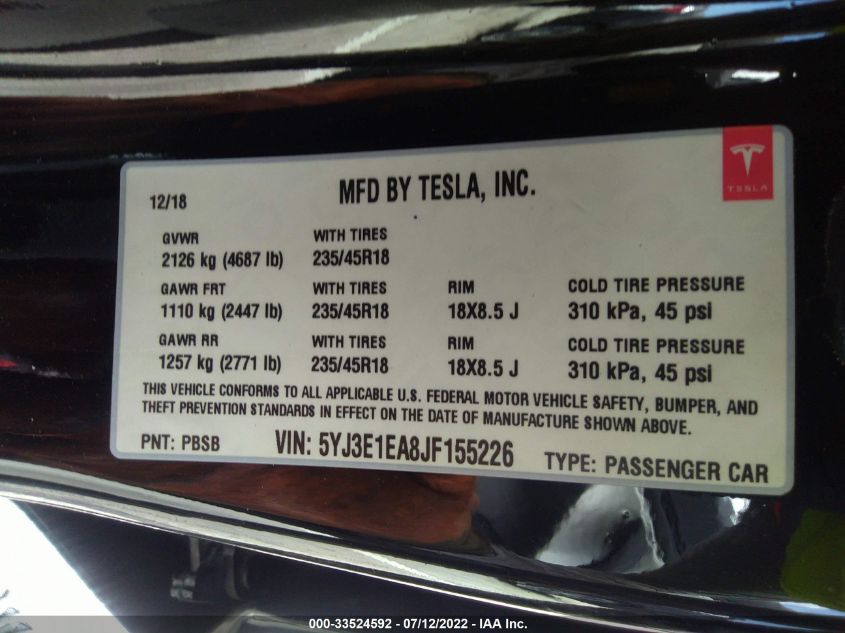 12/18
MFD BY TESLA, INC.
TESLA
GVWR WITH TIRES
2126 kg (4687 lb) 235/45R18
GAWR FRT WITH TIRES RIM COLD TIRE PRESSURE
1110 kg (2447 lb) 235/45R18 18X8.5 J 310 kPa, 45 psi
GAWR RR WITH TIRES RIM COLD TIRE PRESSURE
1257 kg (2771 lb) 235/45R18 18X8.5 J 310 kPa, 45 psi
THIS VEHICLE CONFORMS TO ALL APPLICABLE U.S. FEDERAL MOTOR VEHICLE SAFETY, BUMPER, AND
THEFT PREVENTION STANDARDS IN EFFECT ON THE DATE OF MANUFACTURE SHOWN ABOVE.
PNT: PBSB VIN: 5YJ3E1EA8JF155226 TYPE: PASSENGER CAR
000-33524592 - 07/12/2022 - IAA Inc.